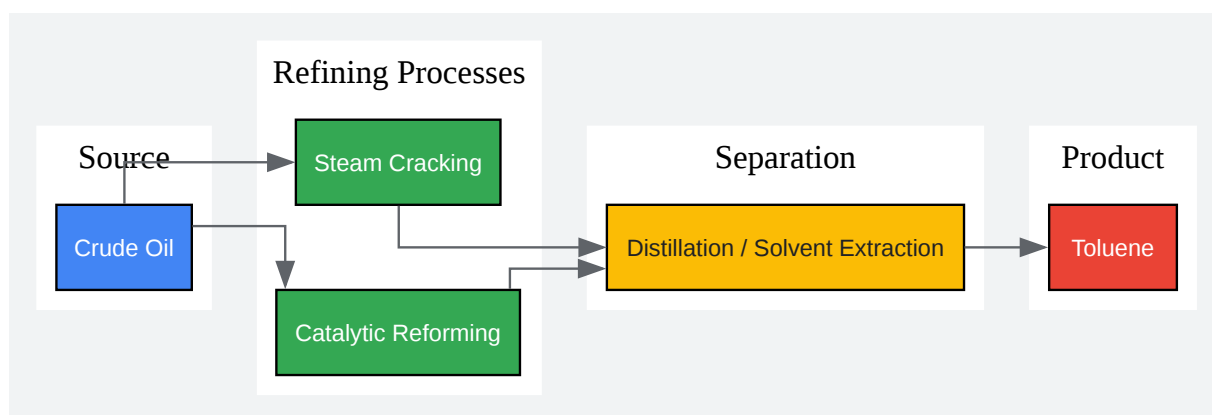 Source
Crude Oil
Refining Processes
Steam Cracking
Catalytic Reforming
Separation
Distillation / Solvent Extraction
Product
Toluene